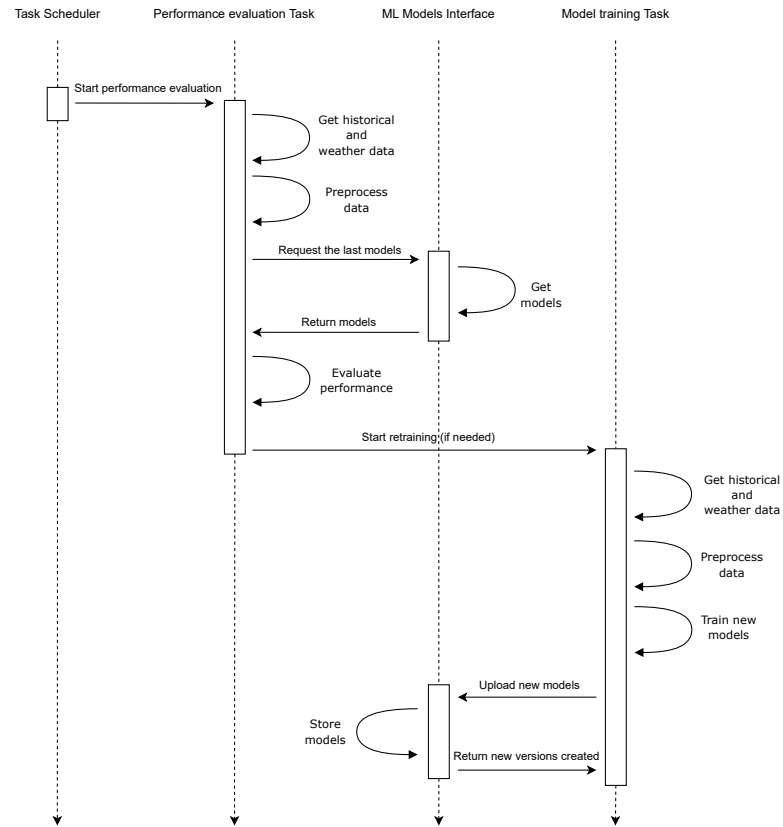 Task Scheduler
Performance evaluation Task
ML Models Interface
Model training Task
Start performance evaluation
Get historical
and
weather data
Preprocess
data
Request the last models
Get
models
Return models
Evaluate
performance
Start retraining (if needed)
Get historical
and
weather data
Preprocess
data
Train new
models
Upload new models
Store
models
Return new versions created